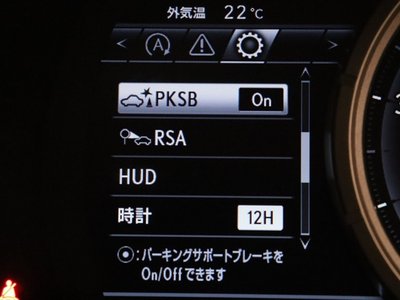 外気温 22℃
PKSB On
RSA
HUD
時計 12H
⦿:パーキングサポートブレーキを
On/Offできます